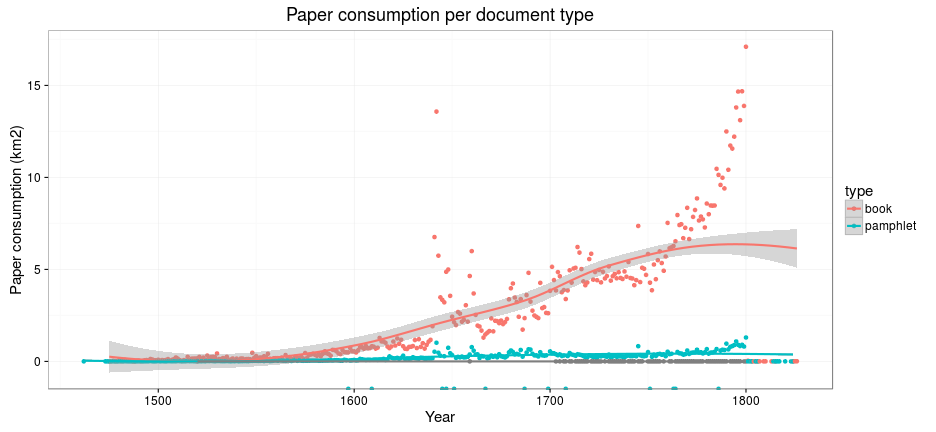 Paper consumption per document type
Paper consumption (km2)
15
10
5
0
1500
1600
1700
1800
Year
type
book
pamphlet